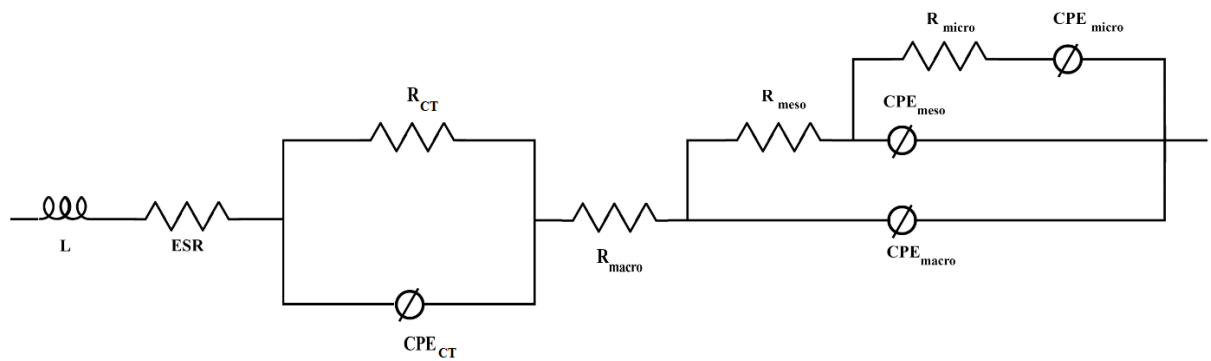 R micro
CPE micro
R meso
CPE meso
R CT
L
ESR
R macro
CPE macro
CPE CT